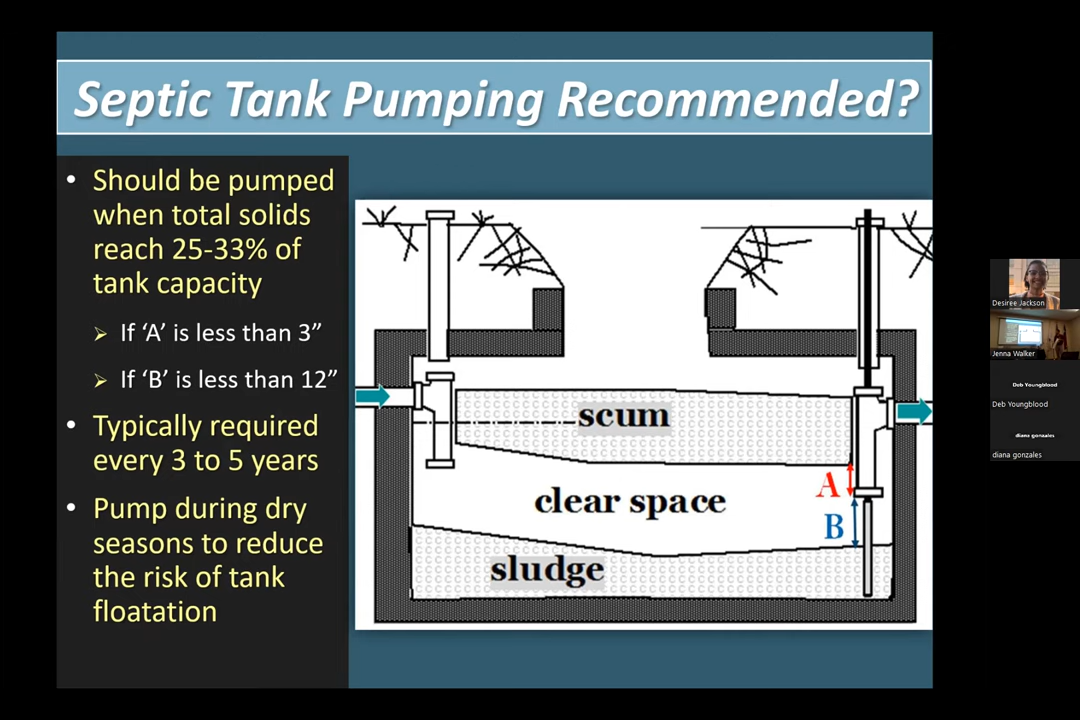 Septic Tank Pumping Recommended?
• Should be pumped
when total solids
reach 25-33% of
tank capacity
➢ If ‘A’ is less than 3”
➢ If ‘B’ is less than 12”
• Typically required
every 3 to 5 years
• Pump during dry
seasons to reduce
the risk of tank
floatation
scum
A
clear space
B
sludge
Desiree Jackson
Jenna Walker
Deb Youngblood
Deb Youngblood
diana gonzales
diana gonzales